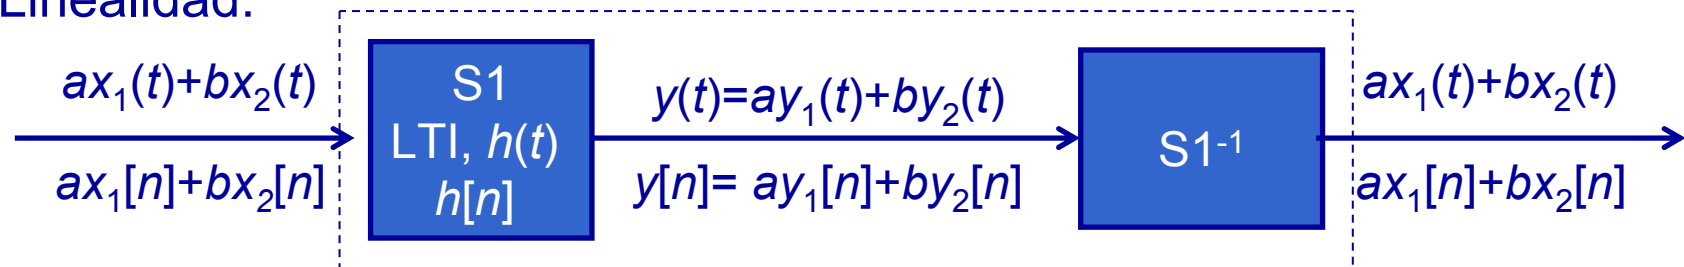 Linealidad:
ax₁(t)+bx₂(t)
ax₁[n]+bx₂[n]
S1
LTI, h(t)
h[n]
y(t)=ay₁(t)+by₂(t)
y[n]= ay₁[n]+by₂[n]
S1⁻¹
ax₁(t)+bx₂(t)
ax₁[n]+bx₂[n]